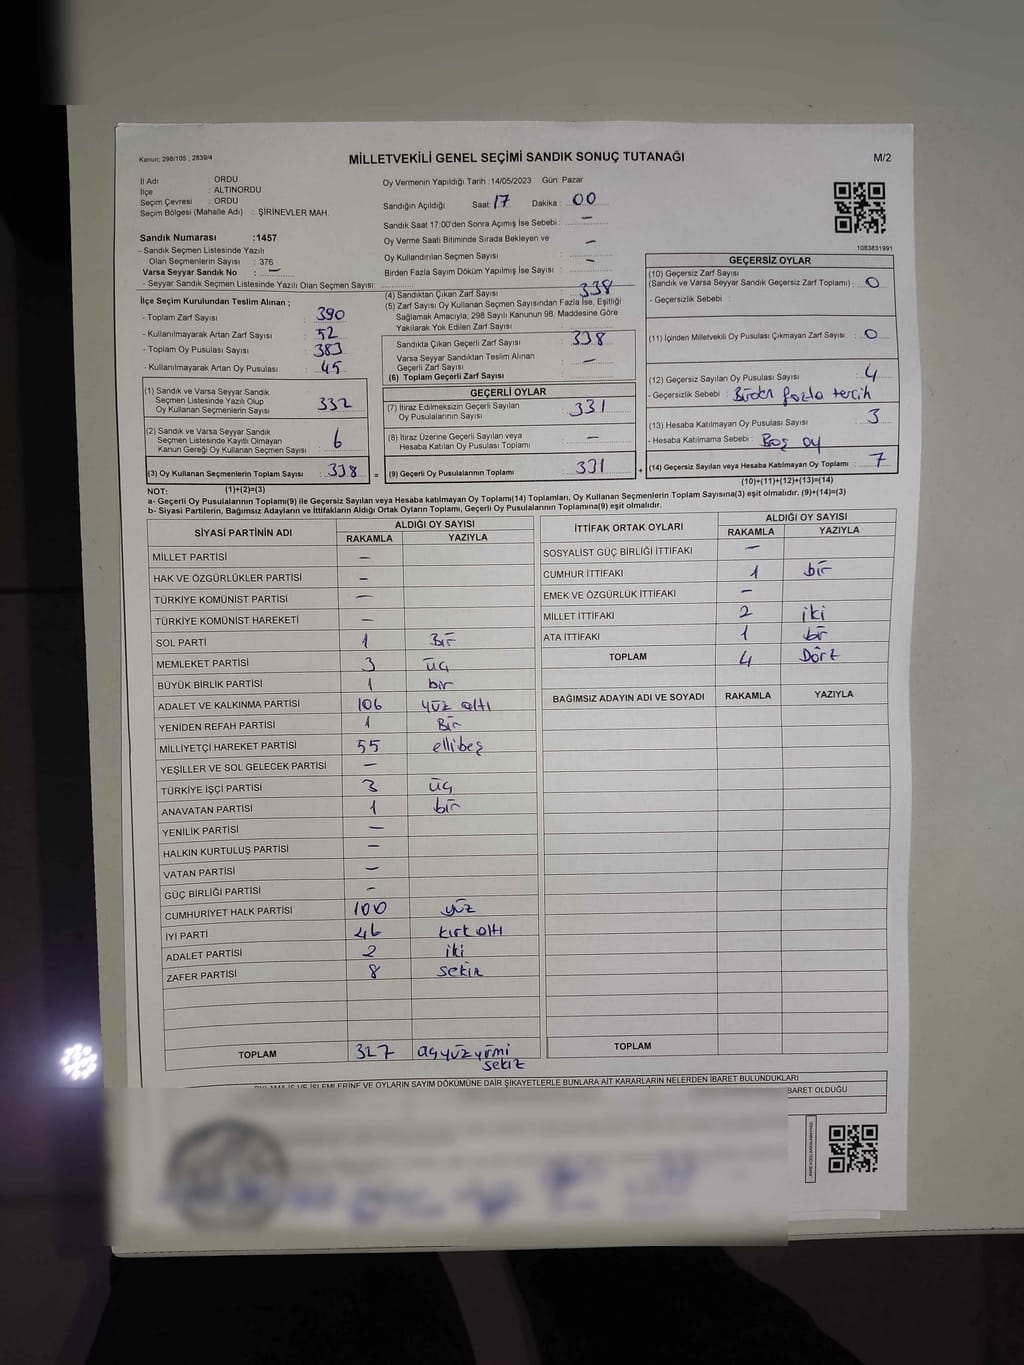 Kanun; 298/105 , 2839/4
MİLLETVEKİLİ GENEL SEÇİMİ SANDIK SONUÇ TUTANAĞI
M/2
İl Adı : ORDU
İlçe : ALTINORDU
Seçim Çevresi : ORDU
Seçim Bölgesi (Mahalle Adı) : ŞİRİNEVLER MAH.
Sandık Numarası :1457
- Sandık Seçmen Listesinde Yazılı
Olan Seçmenlerin Sayısı : 376
Varsa Seyyar Sandık No : –
- Seyyar Sandık Seçmen Listesinde Yazılı Olan Seçmen Sayısı:
Oy Vermenin Yapıldığı Tarih :14/05/2023 Gün: Pazar
Sandığın Açıldığı Saat: 17 Dakika : 00
Sandık Saat 17.00'den Sonra Açımış İse Sebebi : –
Oy Verme Saati Bitiminde Sırada Bekleyen ve
Oy Kullandırılan Seçmen Sayısı : –
Birden Fazla Sayım Döküm Yapılmış İse Sayısı : –
1083831991
İlçe Seçim Kurulundan Teslim Alınan ;
- Toplam Zarf Sayısı : 390
- Kullanılmayarak Artan Zarf Sayısı : 52
- Toplam Oy Pusulası Sayısı : 383
- Kullanılmayarak Artan Oy Pusulası : 45
(4) Sandıktan Çıkan Zarf Sayısı : 338
(5) Zarf Sayısı Oy Kullanan Seçmen Sayısından Fazla İse, Eşitliği
Sağlamak Amacıyla, 298 Sayılı Kanunun 98. Maddesine Göre
Yakılarak Yok Edilen Zarf Sayısı :
Sandıkta Çıkan Geçerli Zarf Sayısı : 338
Varsa Seyyar Sandıktan Teslim Alınan
Geçerli Zarf Sayısı : –
(6) Toplam Geçerli Zarf Sayısı :
GEÇERSİZ OYLAR
(10) Geçersiz Zarf Sayısı
(Sandık ve Varsa Seyyar Sandık Geçersiz Zarf Toplamı) : 0
- Geçersizlik Sebebi :
(11) İçinden Milletvekili Oy Pusulası Çıkmayan Zarf Sayısı : 0
(12) Geçersiz Sayılan Oy Pusulası Sayısı : 4
- Geçersizlik Sebebi : Birden fazla tercih
(13) Hesaba Katılmayan Oy Pusulası Sayısı : 3
- Hesaba Katılmama Sebebi : Boş oy
(14) Geçersiz Sayılan veya Hesaba Katılmayan Oy Toplamı : 7
(10)+(11)+(12)+(13)=(14)
(1) Sandık ve Varsa Seyyar Sandık
Seçmen Listesinde Yazılı Olup
Oy Kullanan Seçmenlerin Sayısı : 332
(2) Sandık ve Varsa Seyyar Sandık
Seçmen Listesinde Kayıtlı Olmayan
Kanun Gereği Oy Kullanan Seçmen Sayısı : 6
(3) Oy Kullanan Seçmenlerin Toplam Sayısı : 338 =
(1)+(2)=(3)
GEÇERLİ OYLAR
(7) İtiraz Edilmeksizin Geçerli Sayılan
Oy Pusulalarının Sayısı : 331
(8) İtiraz Üzerine Geçerli Sayılan veya
Hesaba Katılan Oy Pusulası Toplamı : –
(9) Geçerli Oy Pusulalarının Toplamı : 331 +
NOT:
a- Geçerli Oy Pusulalarının Toplamı(9) ile Geçersiz Sayılan veya Hesaba katılmayan Oy Toplamı(14) Toplamları, Oy Kullanan Seçmenlerin Toplam Sayısına(3) eşit olmalıdır. (9)+(14)=(3)
b- Siyasi Partilerin, Bağımsız Adayların ve İttifakların Aldığı Ortak Oyların Toplamı, Geçerli Oy Pusulalarının Toplamına(9) eşit olmalıdır.
SİYASİ PARTİNİN ADI ALDIĞI OY SAYISI
RAKAMLA YAZIYLA
MİLLET PARTİSİ –
HAK VE ÖZGÜRLÜKLER PARTİSİ –
TÜRKİYE KOMÜNİST PARTİSİ –
TÜRKİYE KOMÜNİST HAREKETİ –
SOL PARTİ 1 Bir
MEMLEKET PARTİSİ 3 üç
BÜYÜK BİRLİK PARTİSİ 1 bir
ADALET VE KALKINMA PARTİSİ 106 yüz altı
YENİDEN REFAH PARTİSİ 1 Bir
MİLLİYETÇİ HAREKET PARTİSİ 55 ellibeş
YEŞİLLER VE SOL GELECEK PARTİSİ –
TÜRKİYE İŞÇİ PARTİSİ 3 üç
ANAVATAN PARTİSİ 1 bir
YENİLİK PARTİSİ –
HALKIN KURTULUŞ PARTİSİ –
VATAN PARTİSİ –
GÜÇ BİRLİĞİ PARTİSİ –
CUMHURİYET HALK PARTİSİ 100 yüz
İYİ PARTİ 46 kırk altı
ADALET PARTİSİ 2 iki
ZAFER PARTİSİ 8 sekiz
TOPLAM 327 üçyüzyirmi
sekiz
İTTİFAK ORTAK OYLARI ALDIĞI OY SAYISI
RAKAMLA YAZIYLA
SOSYALİST GÜÇ BİRLİĞİ İTTİFAKI –
CUMHUR İTTİFAKI 1 bir
EMEK VE ÖZGÜRLÜK İTTİFAKI –
MİLLET İTTİFAKI 2 iki
ATA İTTİFAKI 1 bir
TOPLAM 4 Dört
BAĞIMSIZ ADAYIN ADI VE SOYADI RAKAMLA YAZIYLA
TOPLAM
VE OYLARIN SAYIM DÖKÜMÜNE DAİR ŞİKAYETLERLE BUNLARA AİT KARARLARIN NELERDEN İBARET BULUNDUKLARI
BARET OLDUĞU